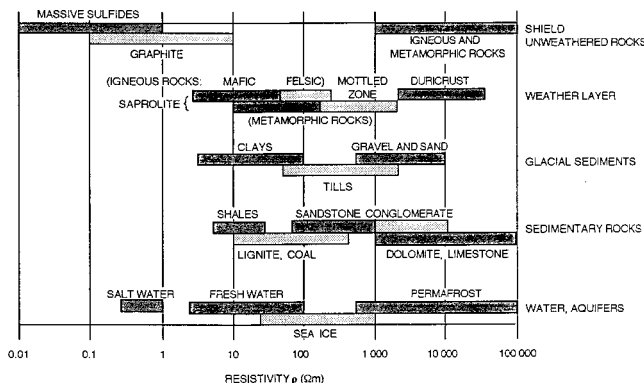 MASSIVE SULFIDES
SHIELD
UNWEATHERED ROCKS
GRAPHITE
IGNEOUS AND
METAMORPHIC ROCKS
(IGNEOUS ROCKS: MAFIC FELSIC) MOTTLED ZONE DURICRUST
SAPROLITE {
WEATHER LAYER
(METAMORPHIC ROCKS)
CLAYS GRAVEL AND SAND
GLACIAL SEDIMENTS
TILLS
SHALES SANDSTONE CONGLOMERATE
SEDIMENTARY ROCKS
LIGNITE, COAL DOLOMITE, LIMESTONE
SALT WATER FRESH WATER PERMAFROST
WATER, AQUIFERS
SEA ICE
0.01 0.1 1 10 100 1 000 10 000 100 000
RESISTIVITY ρ (Ωm)